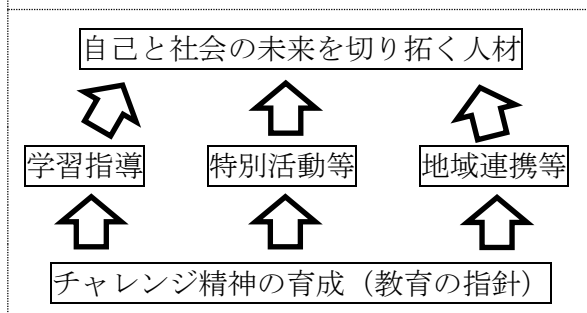 自己と社会の未来を切り拓く人材
学習指導 特別活動等 地域連携等
チャレンジ精神の育成（教育の指針）